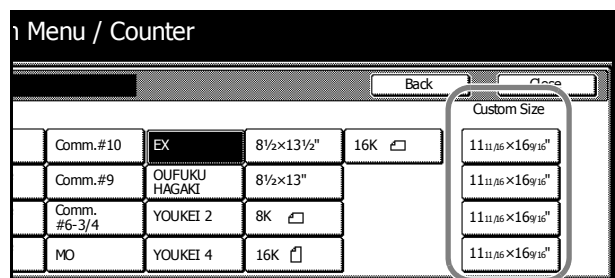 n Menu / Counter
Back Close
Custom Size
Comm.#10 EX 8½×13½" 16K 11 11/16×16 9/16"
Comm.#9 OUFUKU HAGAKI 8½×13" 11 11/16×16 9/16"
Comm. #6-3/4 YOUKEI 2 8K 11 11/16×16 9/16"
MO YOUKEI 4 16K 11 11/16×16 9/16"